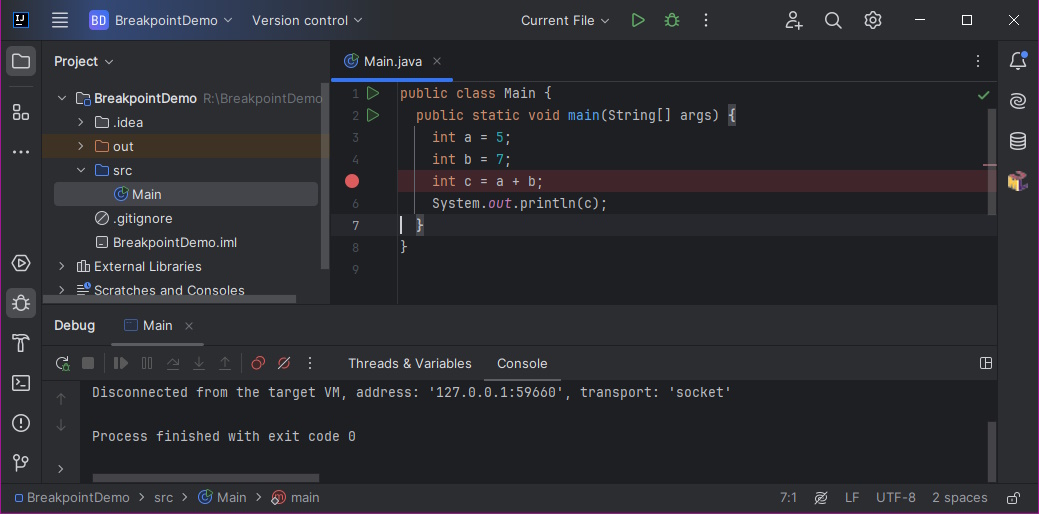 BD BreakpointDemo Version control Current File
Project
Main.java
BreakpointDemo R:\BreakpointDemo
.idea
out
src
Main
.gitignore
BreakpointDemo.iml
External Libraries
Scratches and Consoles
1 public class Main {
2 public static void main(String[] args) {
3 int a = 5;
4 int b = 7;
int c = a + b;
6 System.out.println(c);
7 }
8 }
9
Debug Main
Threads & Variables Console
Disconnected from the target VM, address: '127.0.0.1:59660', transport: 'socket'
Process finished with exit code 0
BreakpointDemo > src > Main > main 7:1 LF UTF-8 2 spaces